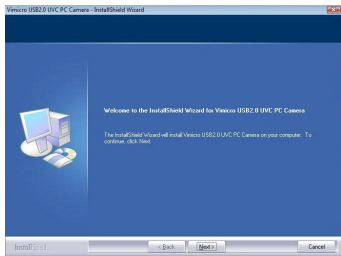 Vimicro USB2.0 UVC PC Camera - InstallShield Wizard
Welcome to the InstallShield Wizard for Vimicro USB2.0 UVC PC Camera
The InstallShield Wizard will install Vimicro USB2.0 UVC PC Camera on your computer. To
continue, click Next.
InstallShield
< Back
Next >
Cancel